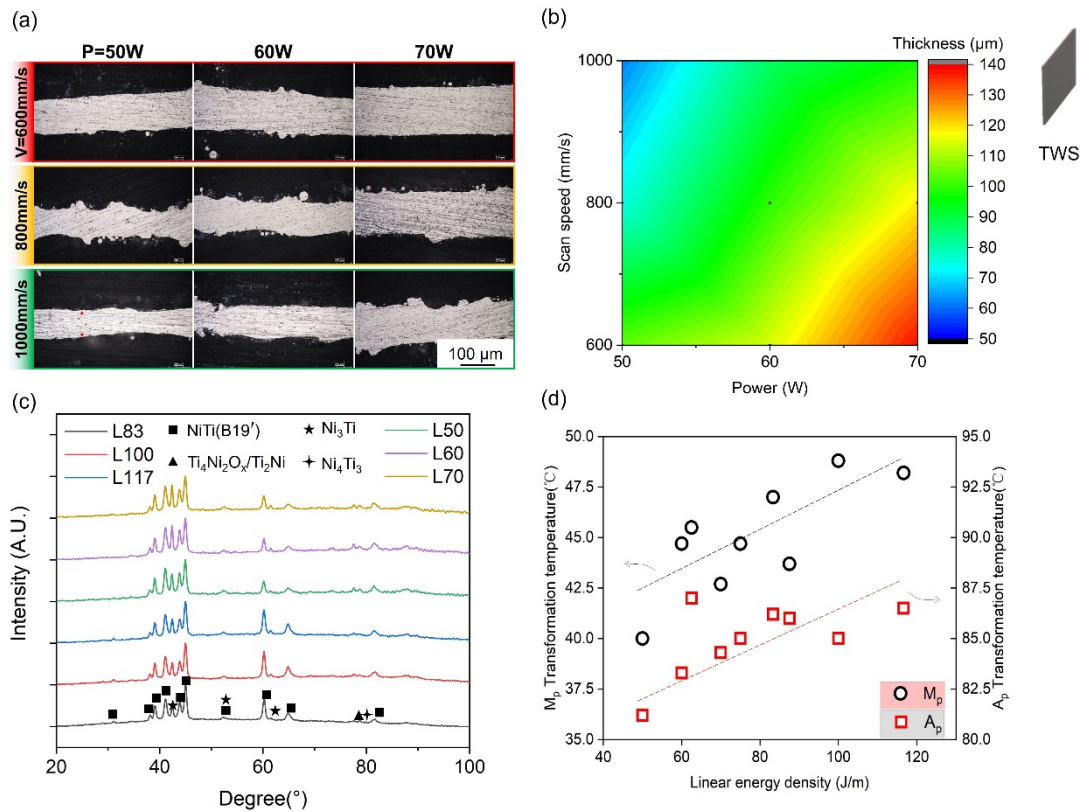 (a)
P=50W 60W 70W
V=600mm/s
800mm/s
1000mm/s
100 μm
(b)
Thickness (μm)
1000
800
600
Scan speed (mm/s)
50 60 70
Power (W)
140
130
120
110
100
90
80
70
60
50
TWS
(c)
L83
L100
L117
NiTi(B19′)
Ti4Ni2Ox/Ti2Ni
Ni3Ti
Ni4Ti3
L50
L60
L70
Intensity (A.U.)
20 40 60 80 100
Degree(°)
(d)
50.0
47.5
45.0
42.5
40.0
37.5
35.0
Mp Transformation temperature(℃)
95.0
92.5
90.0
87.5
85.0
82.5
80.0
Ap Transformation temperature(℃)
Mp
Ap
40 60 80 100 120
Linear energy density (J/m)